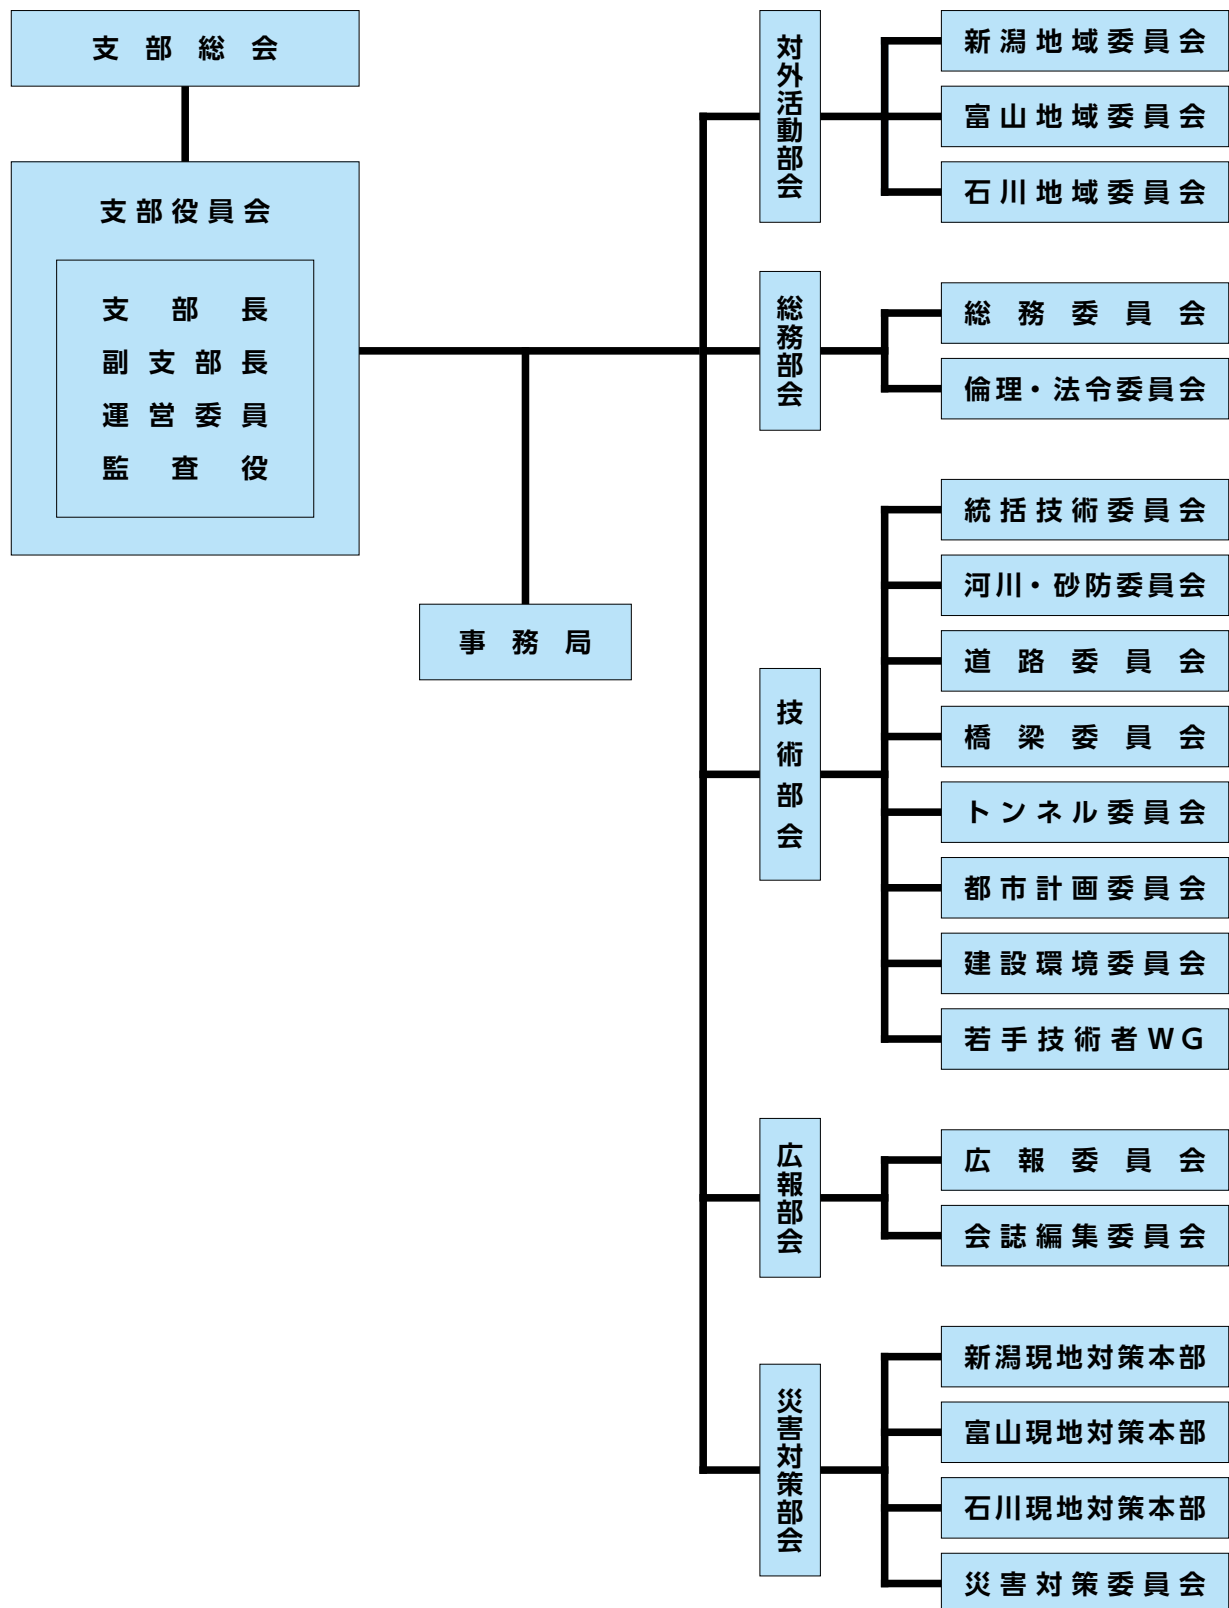 支部総会
支部役員会
支部長
副支部長
運営委員
監査役
事務局
対外活動部会
新潟地域委員会
富山地域委員会
石川地域委員会
総務部会
総務委員会
倫理・法令委員会
技術部会
統括技術委員会
河川・砂防委員会
道路委員会
橋梁委員会
トンネル委員会
都市計画委員会
建設環境委員会
若手技術者WG
広報部会
広報委員会
会誌編集委員会
災害対策部会
新潟現地対策本部
富山現地対策本部
石川現地対策本部
災害対策委員会